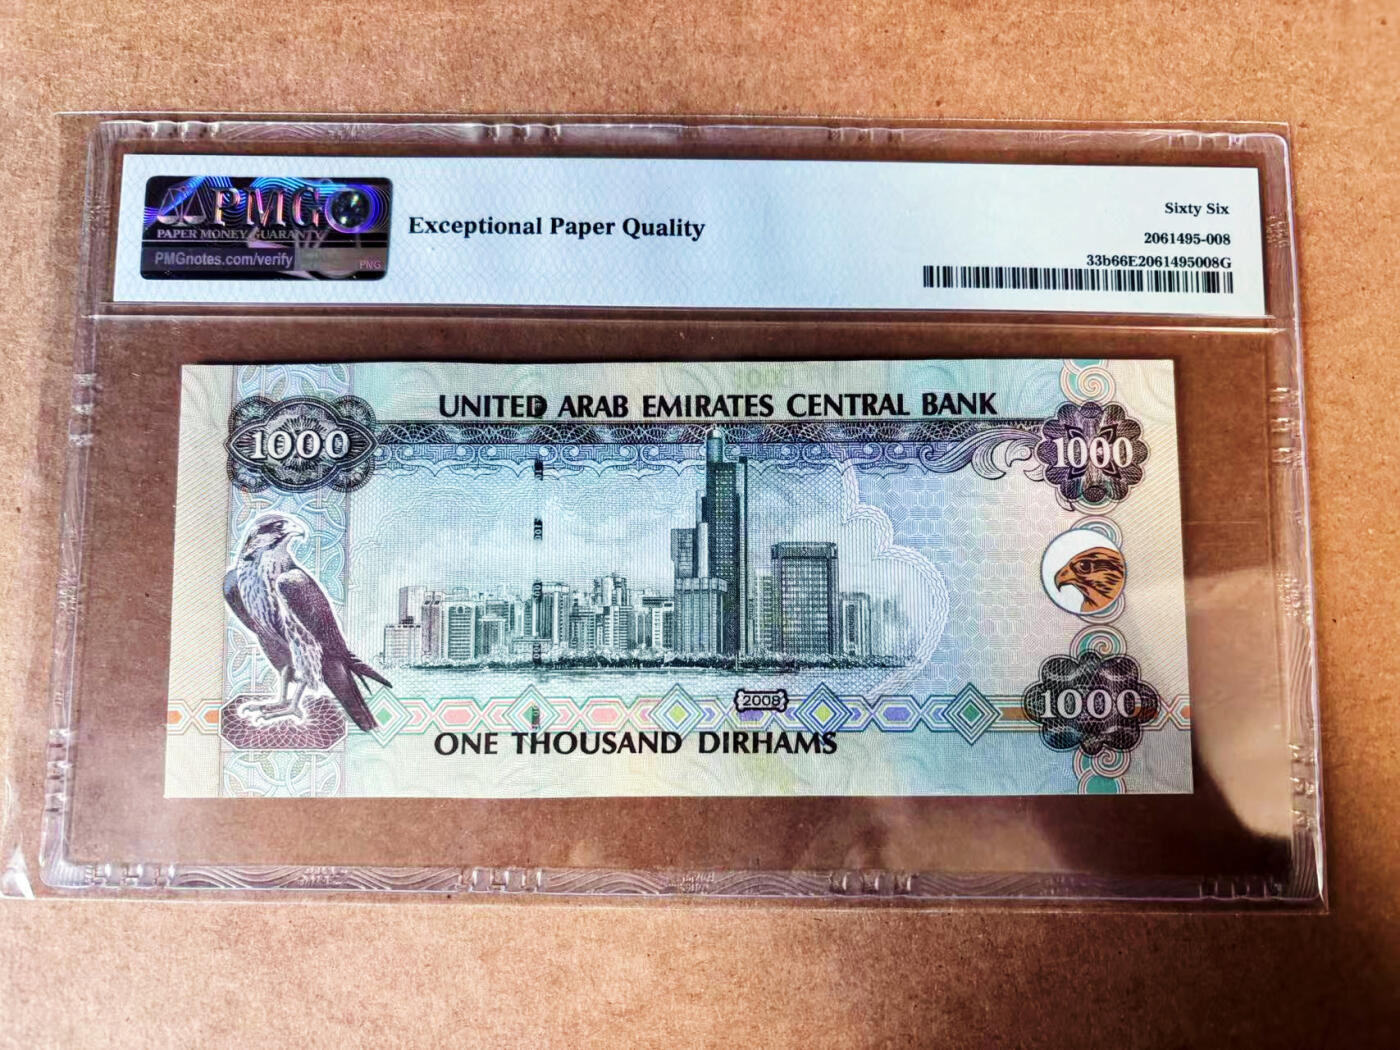 PMG
PAPER MONEY GUARANTY
PMGnotes.com/verify
PNG
Exceptional Paper Quality
Sixty Six
2061495-008
33b66E2061495008G
UNITED ARAB EMIRATES CENTRAL BANK
1000
1000
2008
1000
ONE THOUSAND DIRHAMS